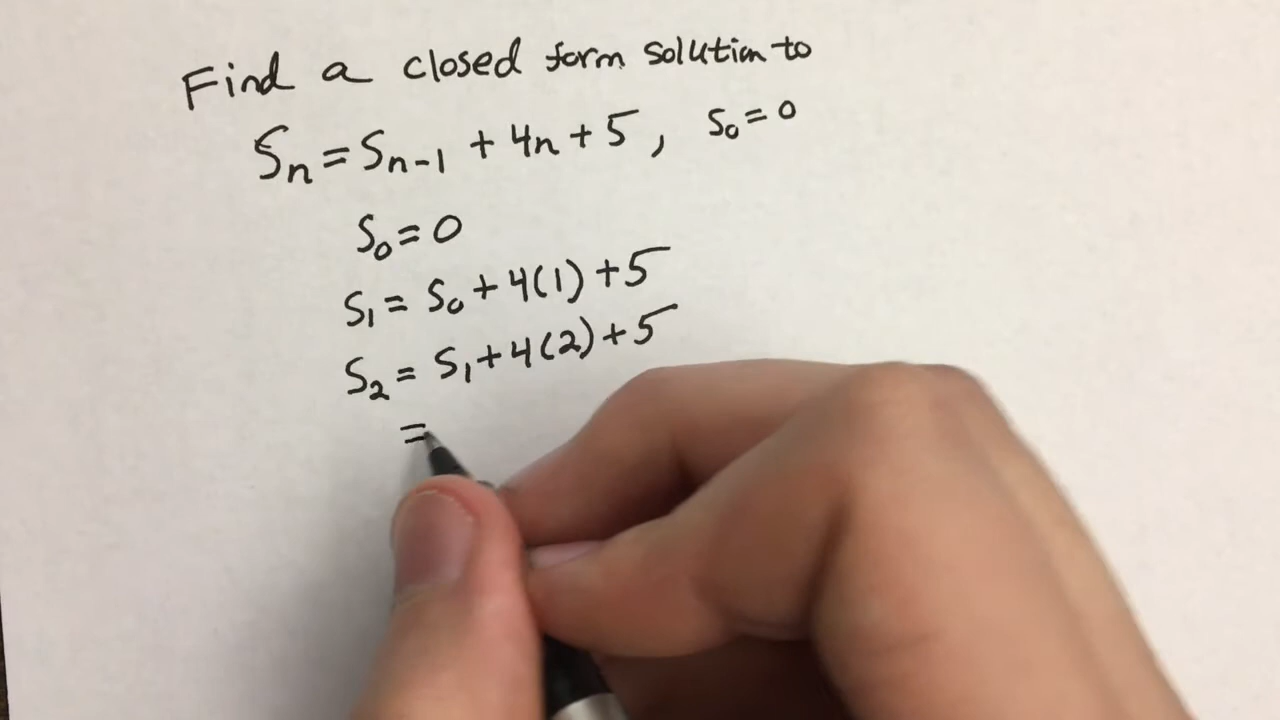 Find a closed form solution to
Sₙ = Sₙ₋₁ + 4n + 5, S₀ = 0
S₀ = 0
S₁ = S₀ + 4(1) + 5
S₂ = S₁ + 4(2) + 5
=